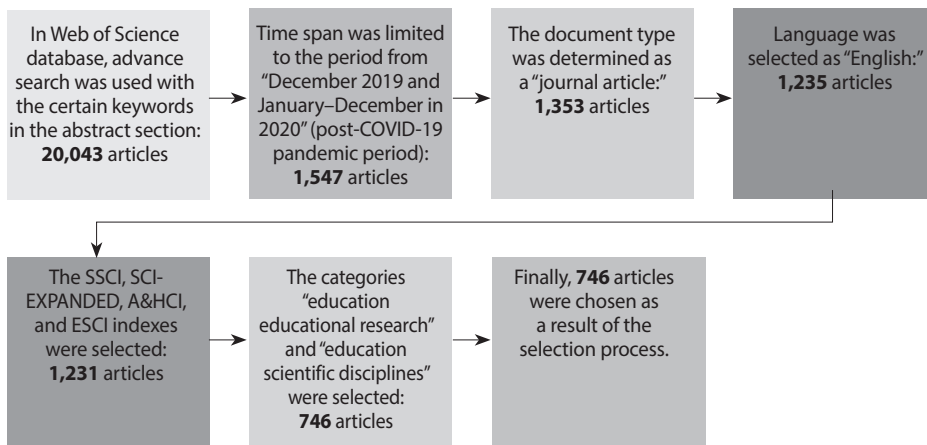 In Web of Science
database, advance
search was used with
the certain keywords
in the abstract section:
20,043 articles
Time span was limited
to the period from
“December 2019 and
January–December in
2020” (post-COVID-19
pandemic period):
1,547 articles
The document type
was determined as
a “journal article:”
1,353 articles
Language was
selected as “English:”
1,235 articles
The SSCI, SCI-
EXPANDED, A&HCI,
and ESCI indexes
were selected:
1,231 articles
The categories
“education
educational research”
and “education
scientific disciplines”
were selected:
746 articles
Finally, 746 articles
were chosen as
a result of the
selection process.